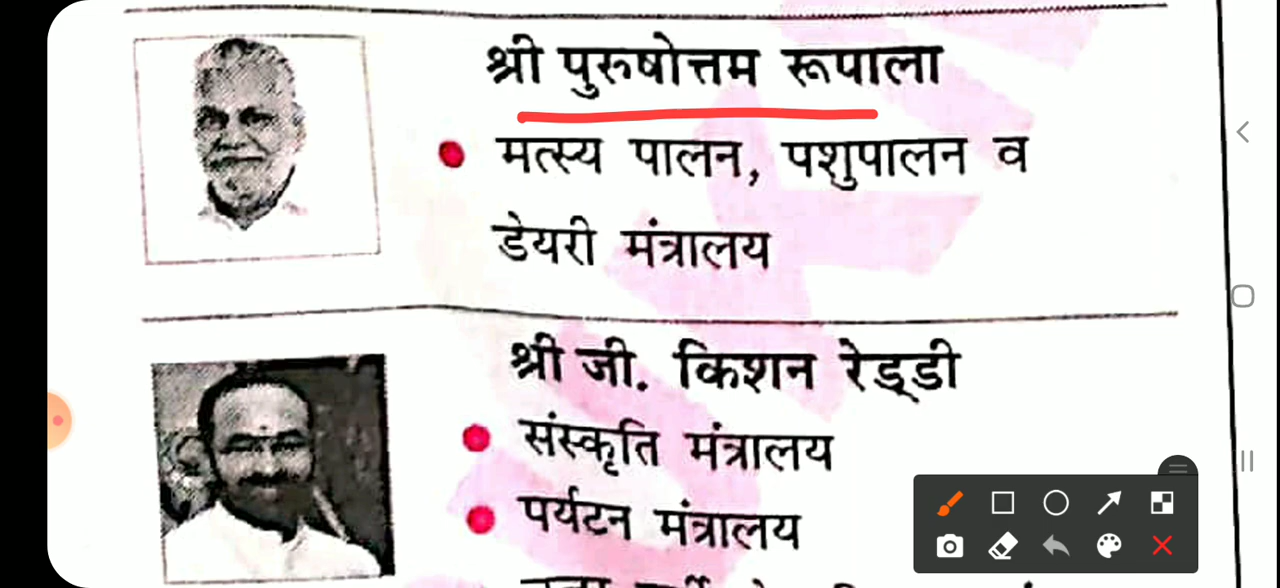 श्री पुरुषोत्तम रूपाला
मत्स्य पालन, पशुपालन व
डेयरी मंत्रालय
श्री जी. किशन रेड्डी
संस्कृति मंत्रालय
पर्यटन मंत्रालय